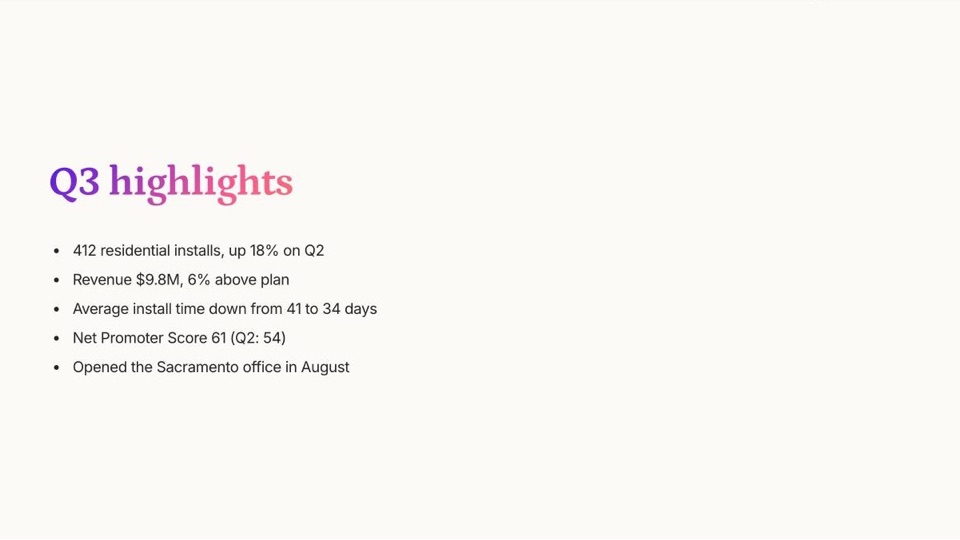 Q3 highlights
• 412 residential installs, up 18% on Q2
• Revenue $9.8M, 6% above plan
• Average install time down from 41 to 34 days
• Net Promoter Score 61 (Q2: 54)
• Opened the Sacramento office in August